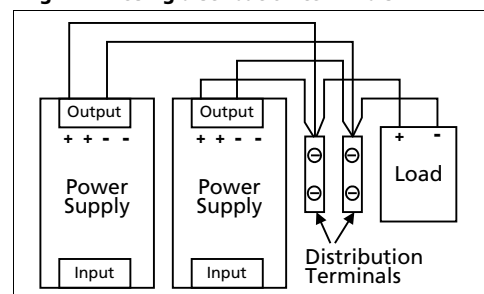 Output
+ + - -
Power
Supply
Input
Output
+ + - -
Power
Supply
Input
+ -
Load
Distribution
Terminals